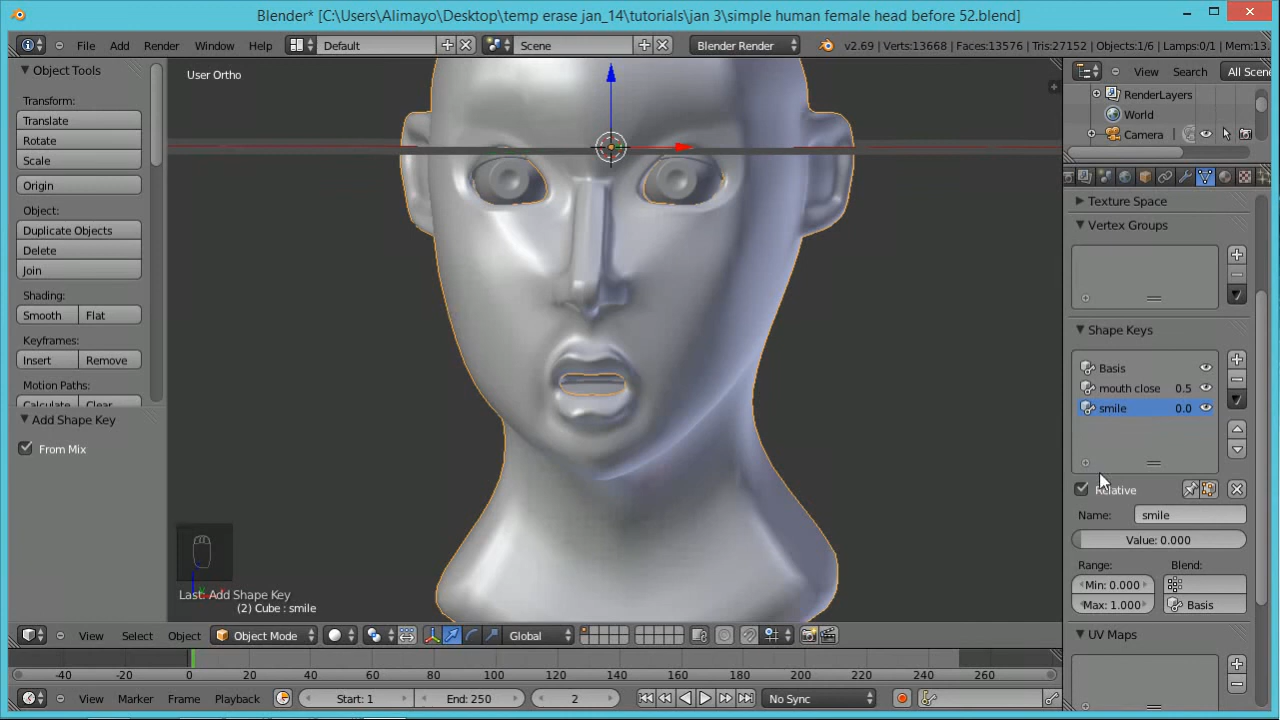 Blender* [C:\Users\Alimayo\Desktop\temp erase jan_14\tutorials\jan 3\simple human female head before 52.blend]
File Add Render Window Help Default Scene Blender Render v2.69 | Verts:13668 | Faces:13576 | Tris:27152 | Objects:1/6 | Lamps:0/1 | Mem:13.
Object Tools
Transform:
Translate
Rotate
Scale
Origin
Object:
Duplicate Objects
Delete
Join
Shading:
Smooth Flat
Keyframes:
Insert Remove
Motion Paths:
Calculate Clear
Add Shape Key
From Mix
User Ortho
Last: Add Shape Key
(2) Cube : smile
View Search All Scene
RenderLayers
World
Camera
Texture Space
Vertex Groups
Shape Keys
Basis
mouth close 0.5
smile 0.0
Relative
Name: smile
Value: 0.000
Range: Blend:
Min: 0.000
Max: 1.000 Basis
UV Maps
View Select Object Object Mode Global
-40 -20 0 20 40 60 80 100 120 140 160 180 200 220 240 260
View Marker Frame Playback Start: 1 End: 250 2 No Sync